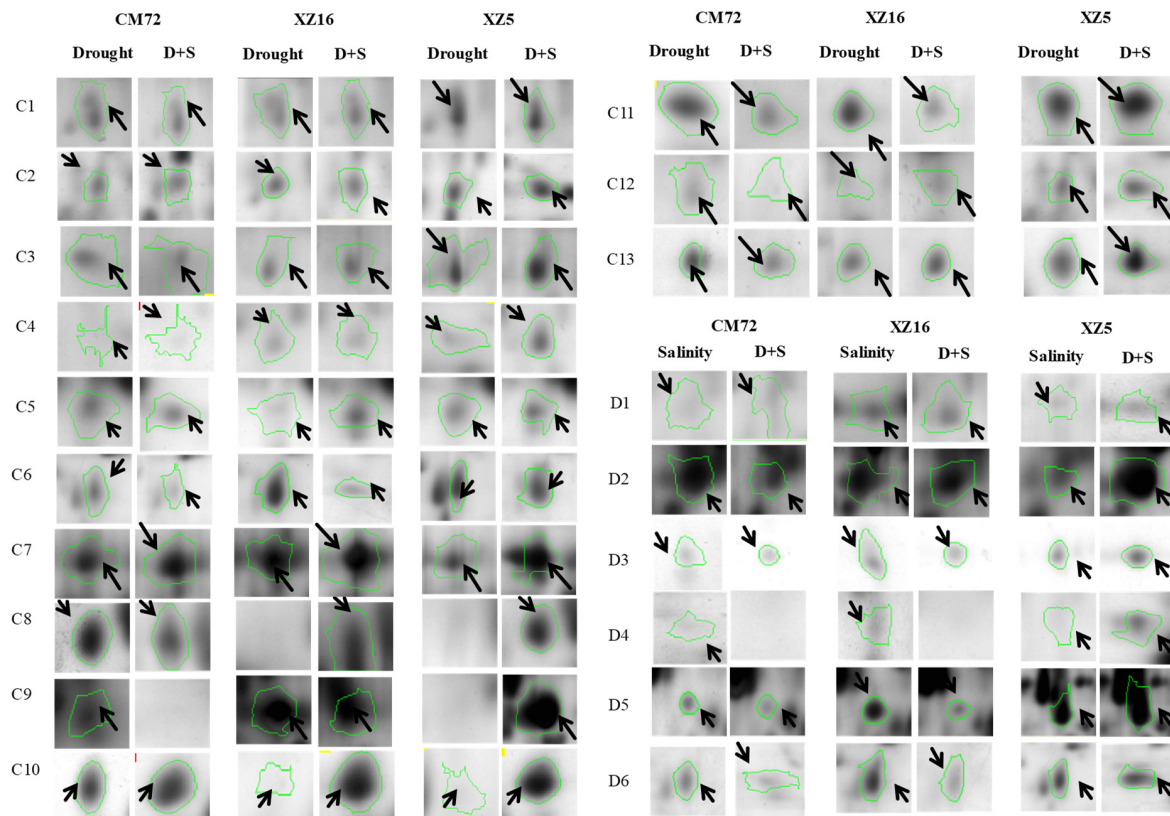 CM72 XZ16 XZ5
Drought D+S Drought D+S Drought D+S
C1
C2
C3
C4
C5
C6
C7
C8
C9
C10
CM72 XZ16 XZ5
Drought D+S Drought D+S Drought D+S
C11
C12
C13
CM72 XZ16 XZ5
Salinity D+S Salinity D+S Salinity D+S
D1
D2
D3
D4
D5
D6